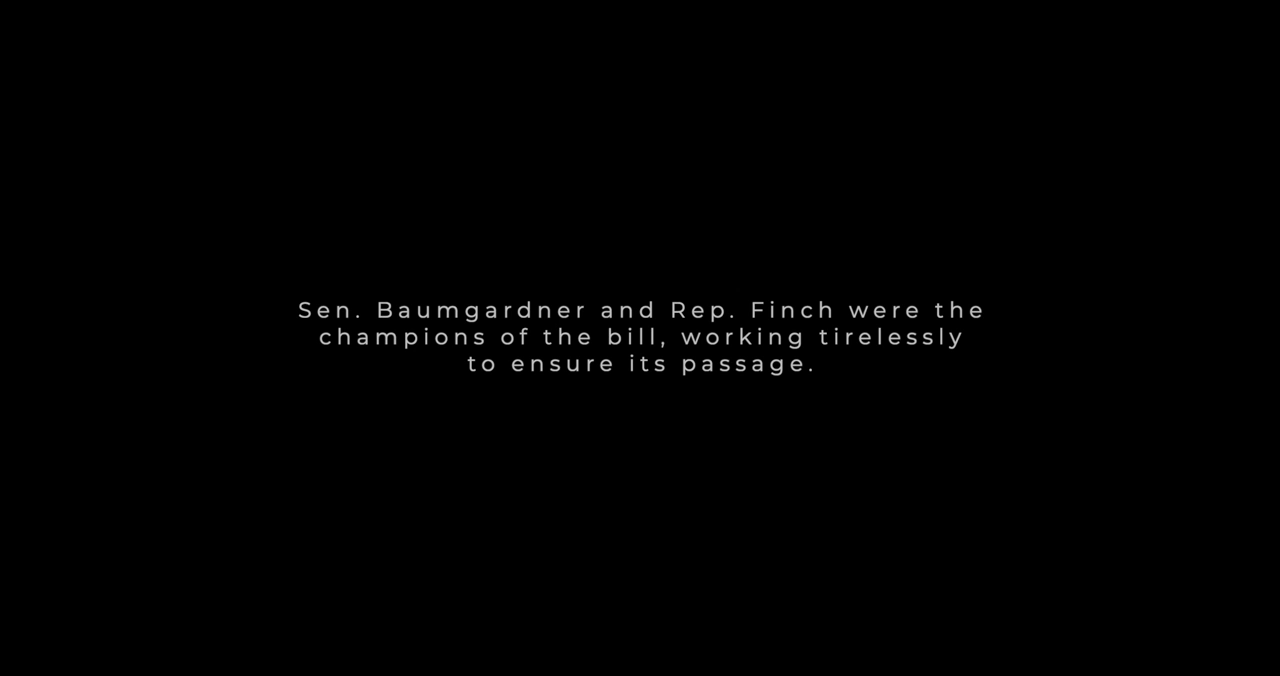 Sen. Baumgardner and Rep. Finch were the
champions of the bill, working tirelessly
to ensure its passage.